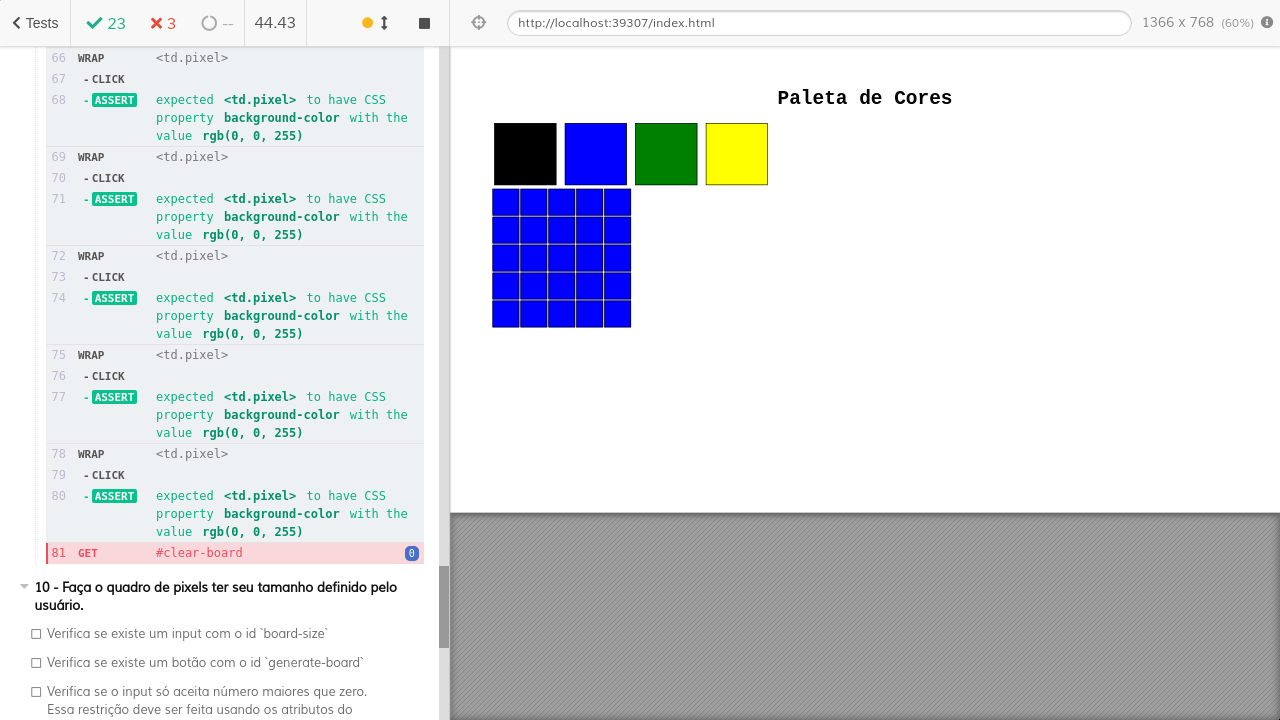 Tests 23 3 -- 44.43 http://localhost:39307/index.html 1366 x 768 (60%)
66 WRAP <td.pixel>
67 - CLICK
68 - ASSERT expected <td.pixel> to have CSS
property background-color with the
value rgb(0, 0, 255)
69 WRAP <td.pixel>
70 - CLICK
71 - ASSERT expected <td.pixel> to have CSS
property background-color with the
value rgb(0, 0, 255)
72 WRAP <td.pixel>
73 - CLICK
74 - ASSERT expected <td.pixel> to have CSS
property background-color with the
value rgb(0, 0, 255)
75 WRAP <td.pixel>
76 - CLICK
77 - ASSERT expected <td.pixel> to have CSS
property background-color with the
value rgb(0, 0, 255)
78 WRAP <td.pixel>
79 - CLICK
80 - ASSERT expected <td.pixel> to have CSS
property background-color with the
value rgb(0, 0, 255)
81 GET #clear-board 0
10 - Faça o quadro de pixels ter seu tamanho definido pelo
usuário.
Verifica se existe um input com o id `board-size`
Verifica se existe um botão com o id `generate-board`
Verifica se o input só aceita número maiores que zero.
Essa restrição deve ser feita usando os atributos do
Paleta de Cores